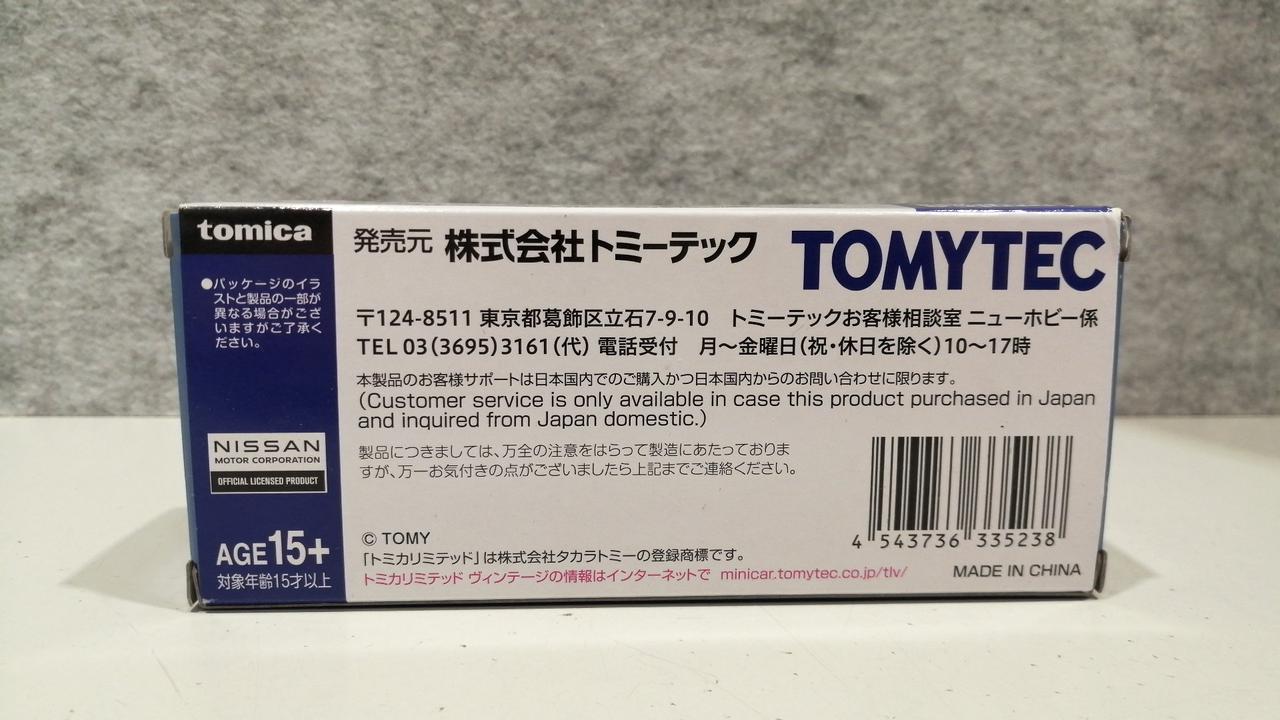 tomica
●パッケージのイラ
ストと製品の一部が
異なる場合がござ
いますがご了承く
ださい。
NISSAN
MOTOR CORPORATION
OFFICIAL LICENSED PRODUCT
AGE15+
対象年齢15才以上
発売元 株式会社トミーテック TOMYTEC
〒124-8511 東京都葛飾区立石7-9-10 トミーテックお客様相談室 ニューホビー係
TEL 03(3695)3161(代) 電話受付 月〜金曜日(祝・休日を除く)10〜17時
本製品のお客様サポートは日本国内でのご購入かつ日本国内からのお問い合わせに限ります。
(Customer service is only available in case this product purchased in Japan
and inquired from Japan domestic.)
製品につきましては、万全の注意をはらって製造にあたっておりま
すが、万一お気付きの点がございましたら上記までご連絡ください。
© TOMY
「トミカリミテッド」は株式会社タカラトミーの登録商標です。
トミカリミテッド ヴィンテージの情報はインターネットで minicar.tomytec.co.jp/tlv/
4 543736 335238
MADE IN CHINA